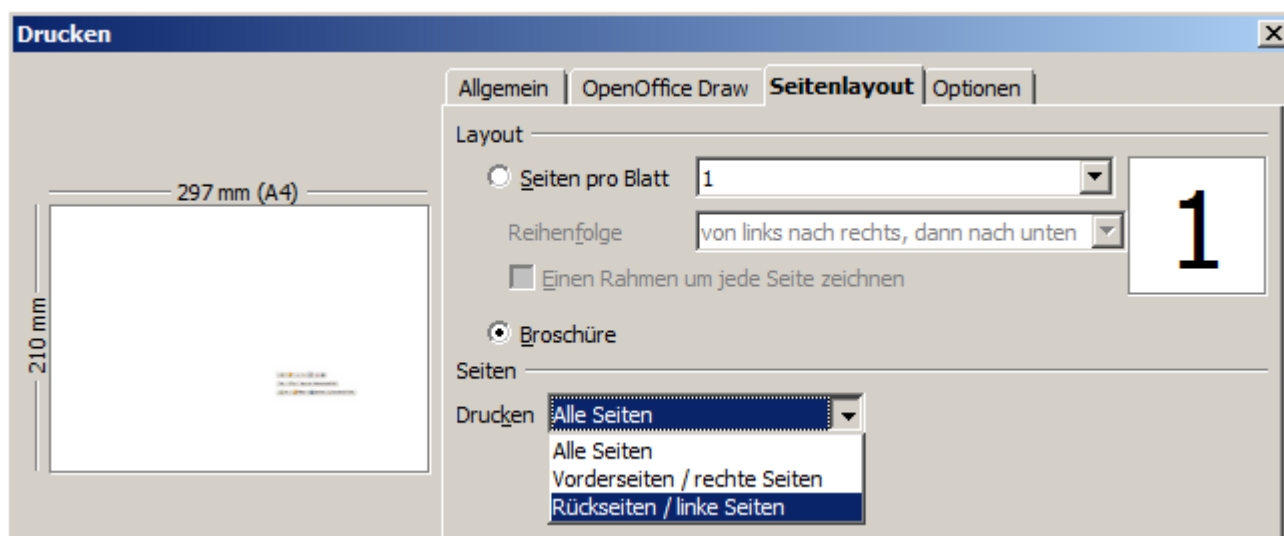 Drucken
Allgemein OpenOffice Draw Seitenlayout Optionen
Layout
Seiten pro Blatt 1
Reihenfolge von links nach rechts, dann nach unten
Einen Rahmen um jede Seite zeichnen
1
297 mm (A4)
210 mm
Broschüre
Seiten
Drucken Alle Seiten
Alle Seiten
Vorderseiten / rechte Seiten
Rückseiten / linke Seiten